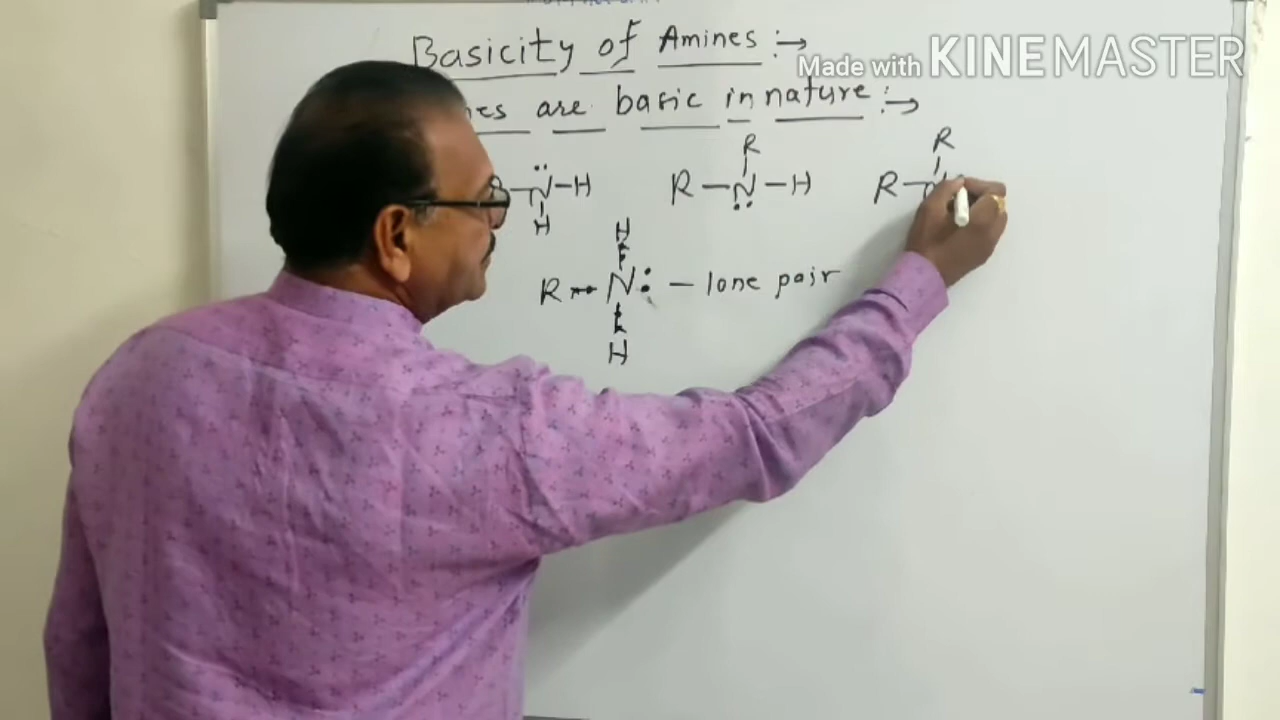 Basicity of Amines :→
Made with KINEMASTER
are basic in nature :→
R
R
N – H
H
R – N – H
R –
H
R N : – lone pair
H